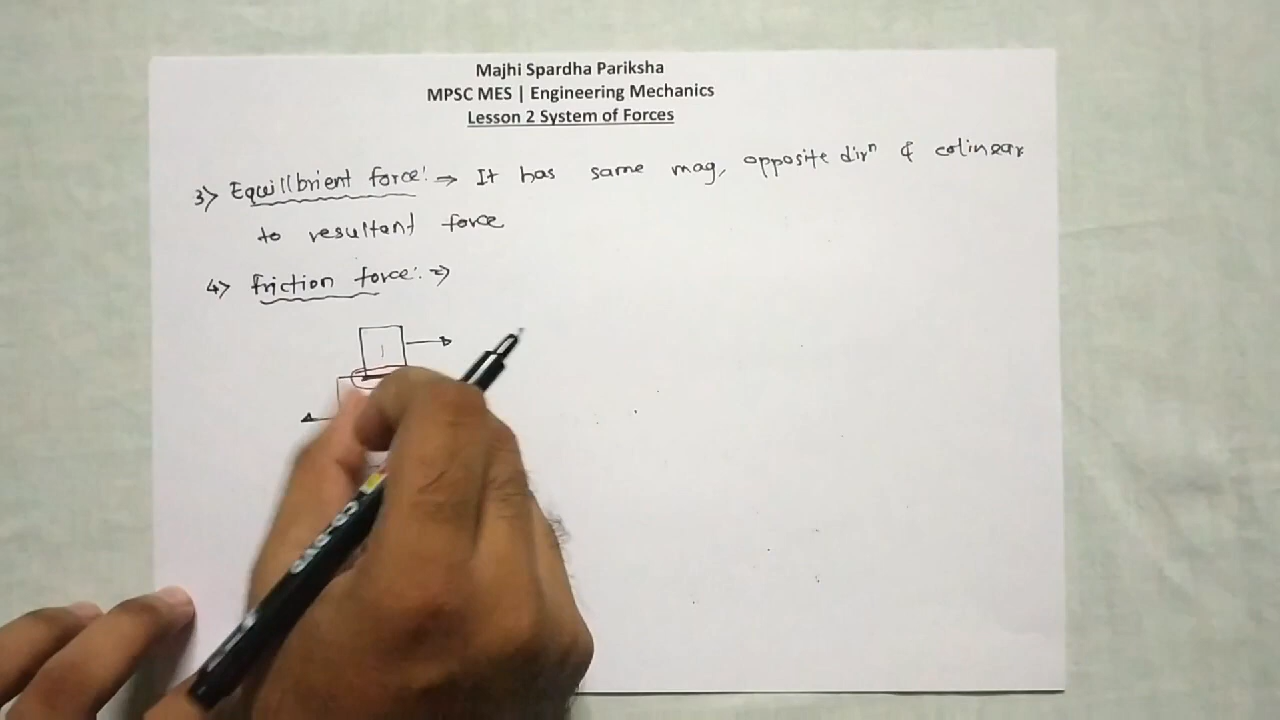 Majhi Spardha Pariksha
MPSC MES | Engineering Mechanics
Lesson 2 System of Forces
3> Equillbrient force:⇒ It has same mag, opposite dirⁿ & colinear
to resultant force
4> friction force:⇒
1